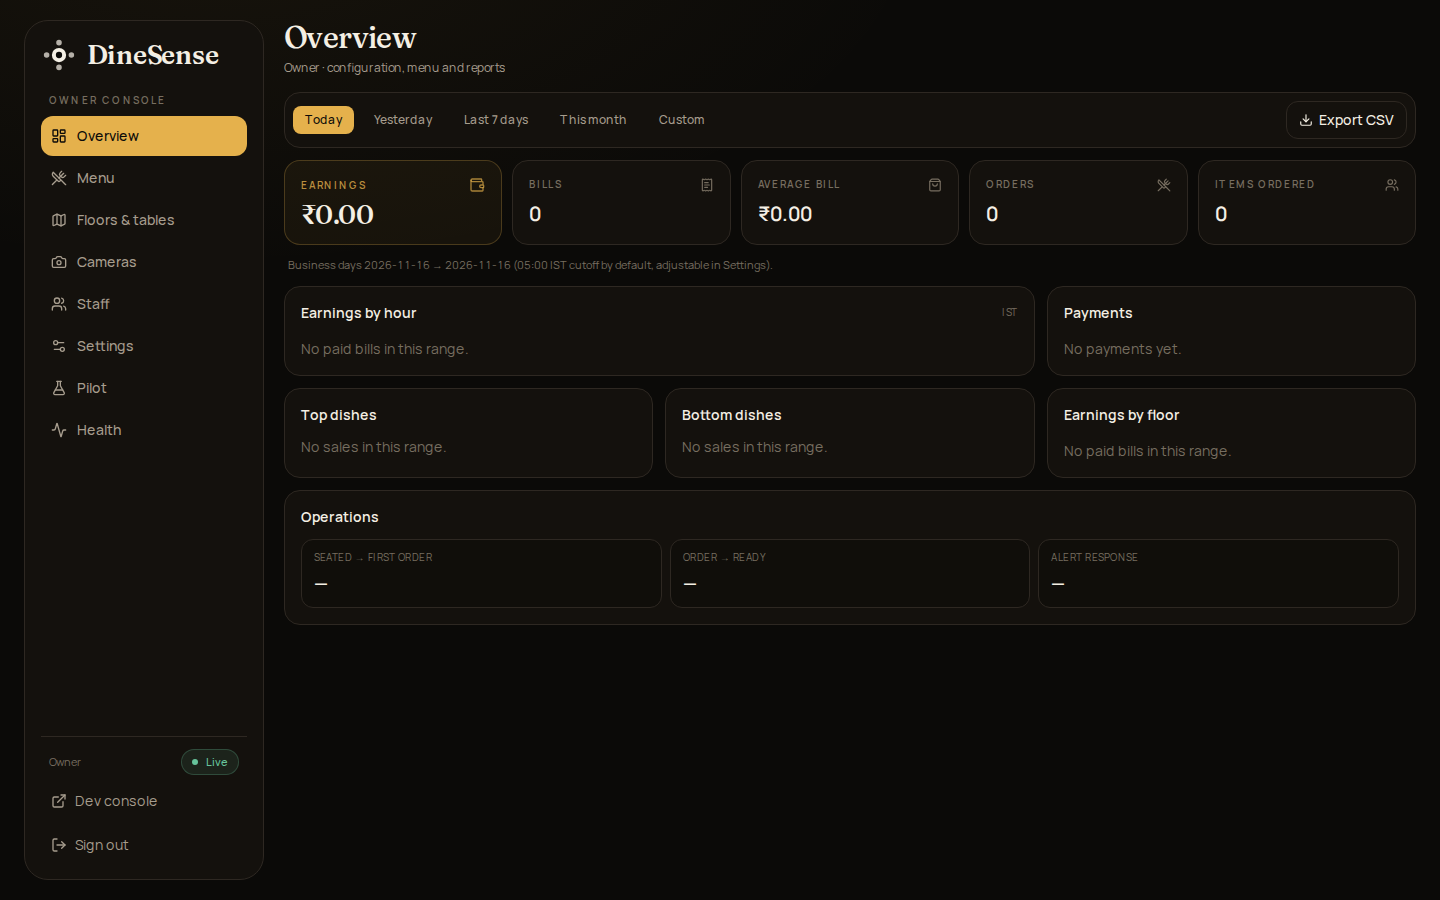 DineSense
OWNER CONSOLE
Overview
Menu
Floors & tables
Cameras
Staff
Settings
Pilot
Health
Owner
Live
Dev console
Sign out
Overview
Owner · configuration, menu and reports
Today
Yesterday
Last 7 days
This month
Custom
Export CSV
EARNINGS
₹0.00
BILLS
0
AVERAGE BILL
₹0.00
ORDERS
0
ITEMS ORDERED
0
Business days 2026-11-16 → 2026-11-16 (05:00 IST cutoff by default, adjustable in Settings).
Earnings by hour
IST
No paid bills in this range.
Payments
No payments yet.
Top dishes
No sales in this range.
Bottom dishes
No sales in this range.
Earnings by floor
No paid bills in this range.
Operations
SEATED → FIRST ORDER
—
ORDER → READY
—
ALERT RESPONSE
—